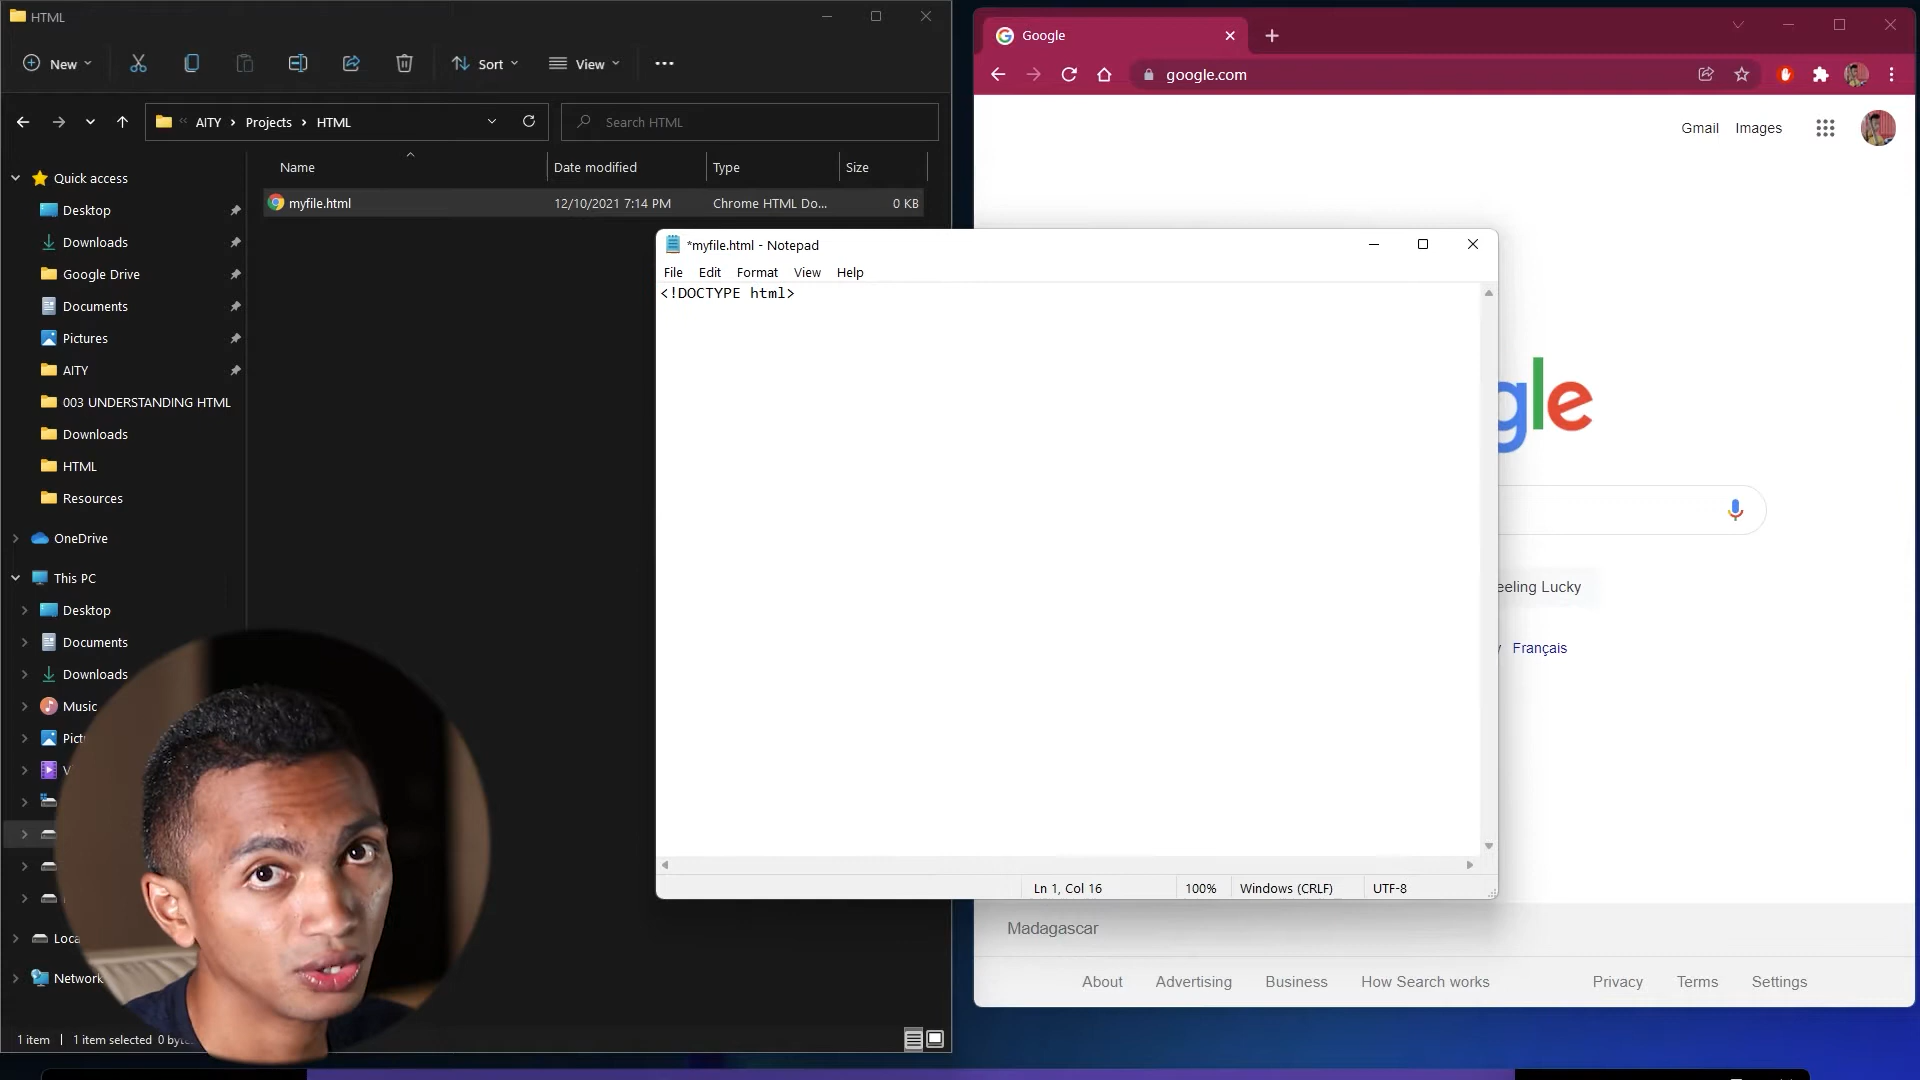 HTML
New
Sort
View
AITY
Projects
HTML
Search HTML
Name
Date modified
Type
Size
myfile.html
12/10/2021 7:14 PM
Chrome HTML Do...
0 KB
Quick access
Desktop
Downloads
Google Drive
Documents
Pictures
AITY
003 UNDERSTANDING HTML
Downloads
HTML
Resources
OneDrive
This PC
Desktop
Documents
Downloads
Music
Network
1 item
1 item selected
*myfile.html - Notepad
File
Edit
Format
View
Help
<!DOCTYPE html>
Ln 1, Col 16
100%
Windows (CRLF)
UTF-8
Google
google.com
Gmail
Images
gle
eeling Lucky
Français
Madagascar
About
Advertising
Business
How Search works
Privacy
Terms
Settings